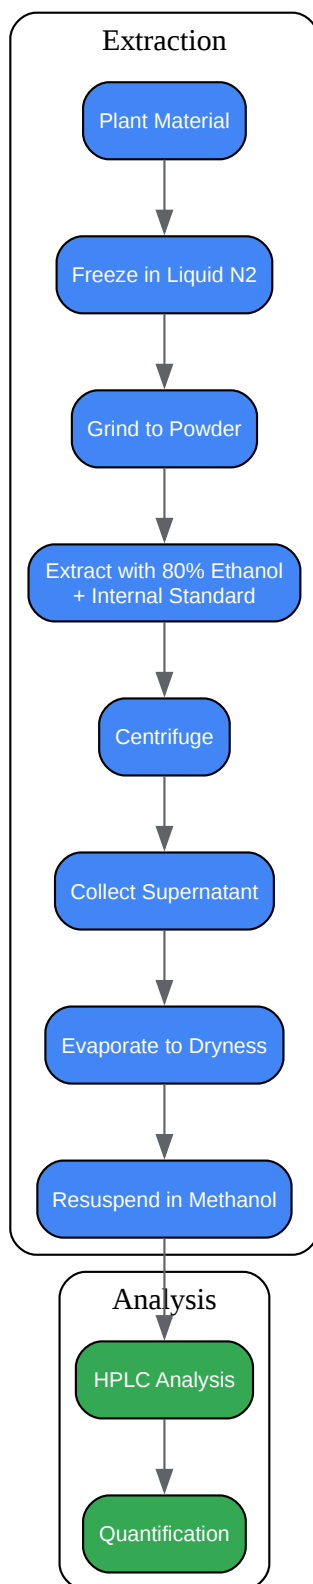 Extraction
Plant Material
Freeze in Liquid N2
Grind to Powder
Extract with 80% Ethanol
+ Internal Standard
Centrifuge
Collect Supernatant
Evaporate to Dryness
Resuspend in Methanol
Analysis
HPLC Analysis
Quantification